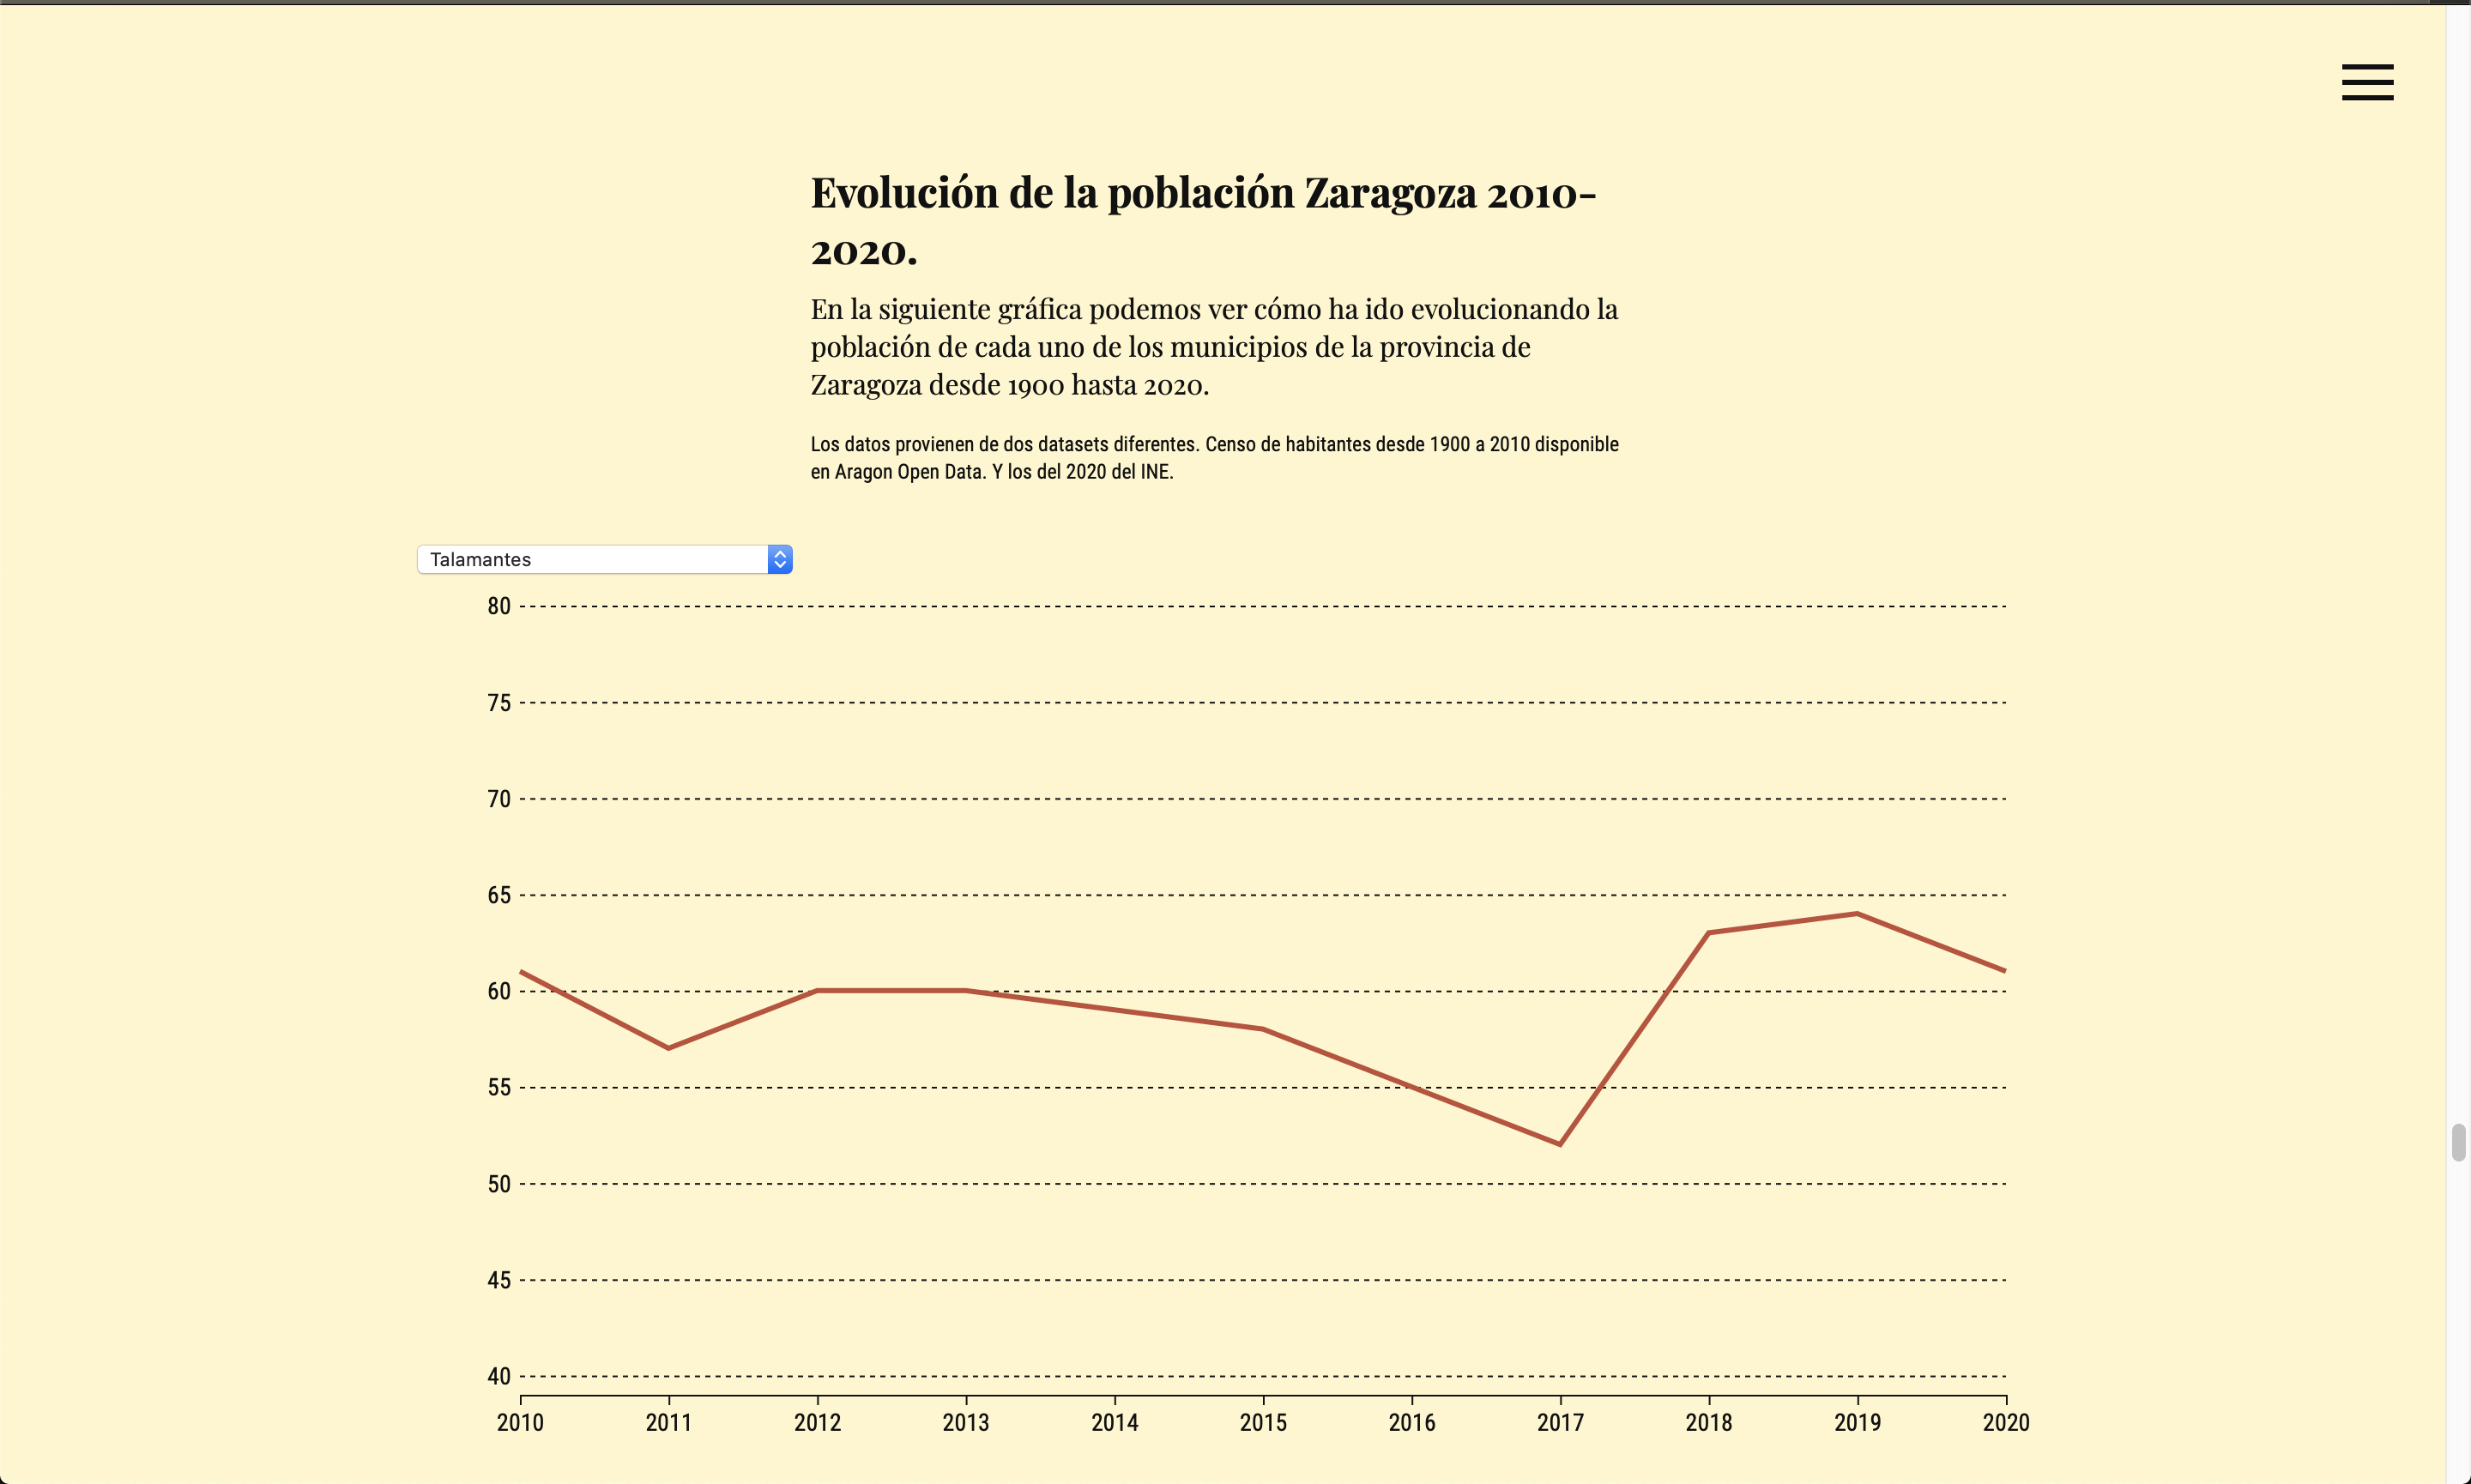 Evolución de la población Zaragoza 2010-
2020.
En la siguiente gráfica podemos ver cómo ha ido evolucionando la
población de cada uno de los municipios de la provincia de
Zaragoza desde 1900 hasta 2020.
Los datos provienen de dos datasets diferentes. Censo de habitantes desde 1900 a 2010 disponible
en Aragon Open Data. Y los del 2020 del INE.
Talamantes
80
75
70
65
60
55
50
45
40
2010 2011 2012 2013 2014 2015 2016 2017 2018 2019 2020